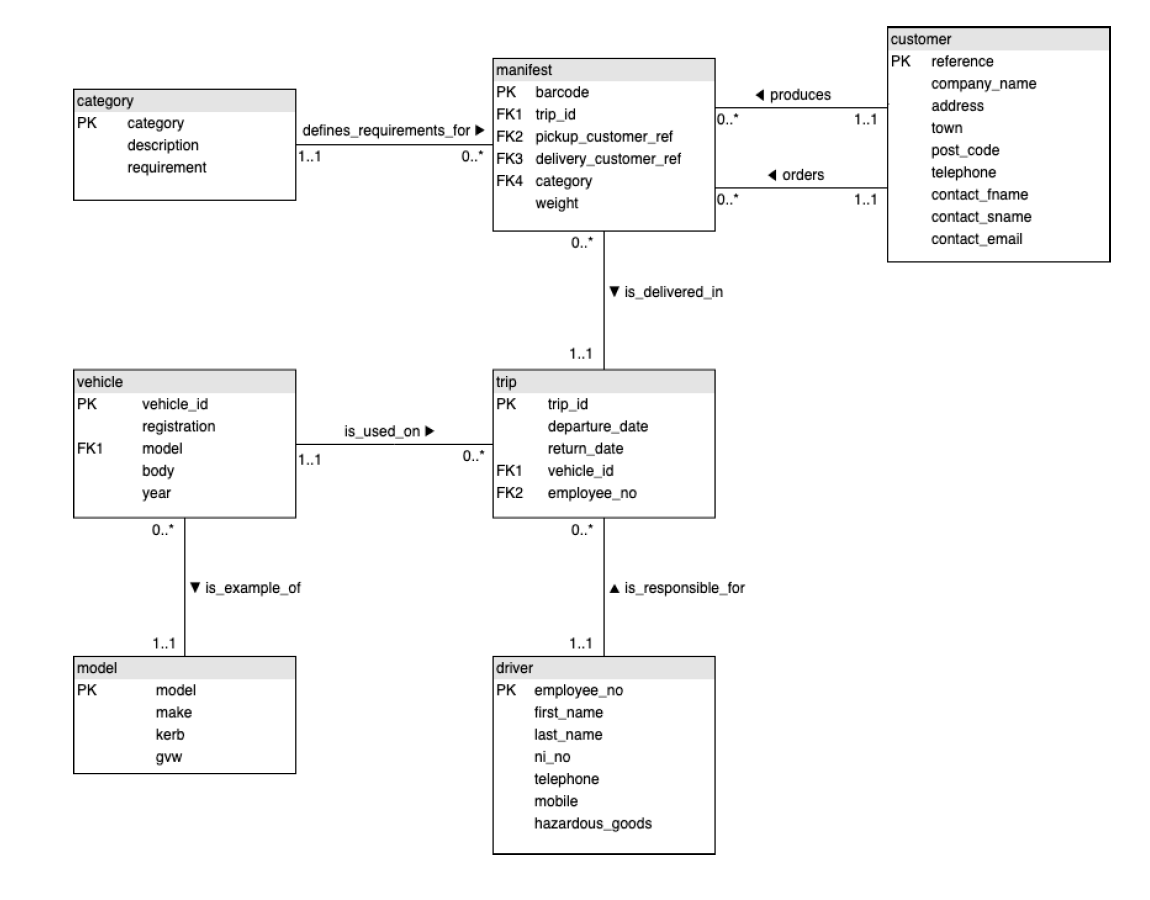 customer
PK reference
company_name
address
town
post_code
telephone
contact_fname
contact_sname
contact_email
manifest
PK barcode
FK1 trip_id
FK2 pickup_customer_ref
FK3 delivery_customer_ref
FK4 category
weight
category
PK category
description
requirement
defines_requirements_for ▶
1..1 0..*
◀ produces
0..* 1..1
◀ orders
0..* 1..1
0..*
▼ is_delivered_in
1..1
vehicle
PK vehicle_id
registration
FK1 model
body
year
is_used_on ▶
1..1 0..*
trip
PK trip_id
departure_date
return_date
FK1 vehicle_id
FK2 employee_no
0..*
▼ is_example_of
1..1
0..*
▲ is_responsible_for
1..1
model
PK model
make
kerb
gvw
driver
PK employee_no
first_name
last_name
ni_no
telephone
mobile
hazardous_goods